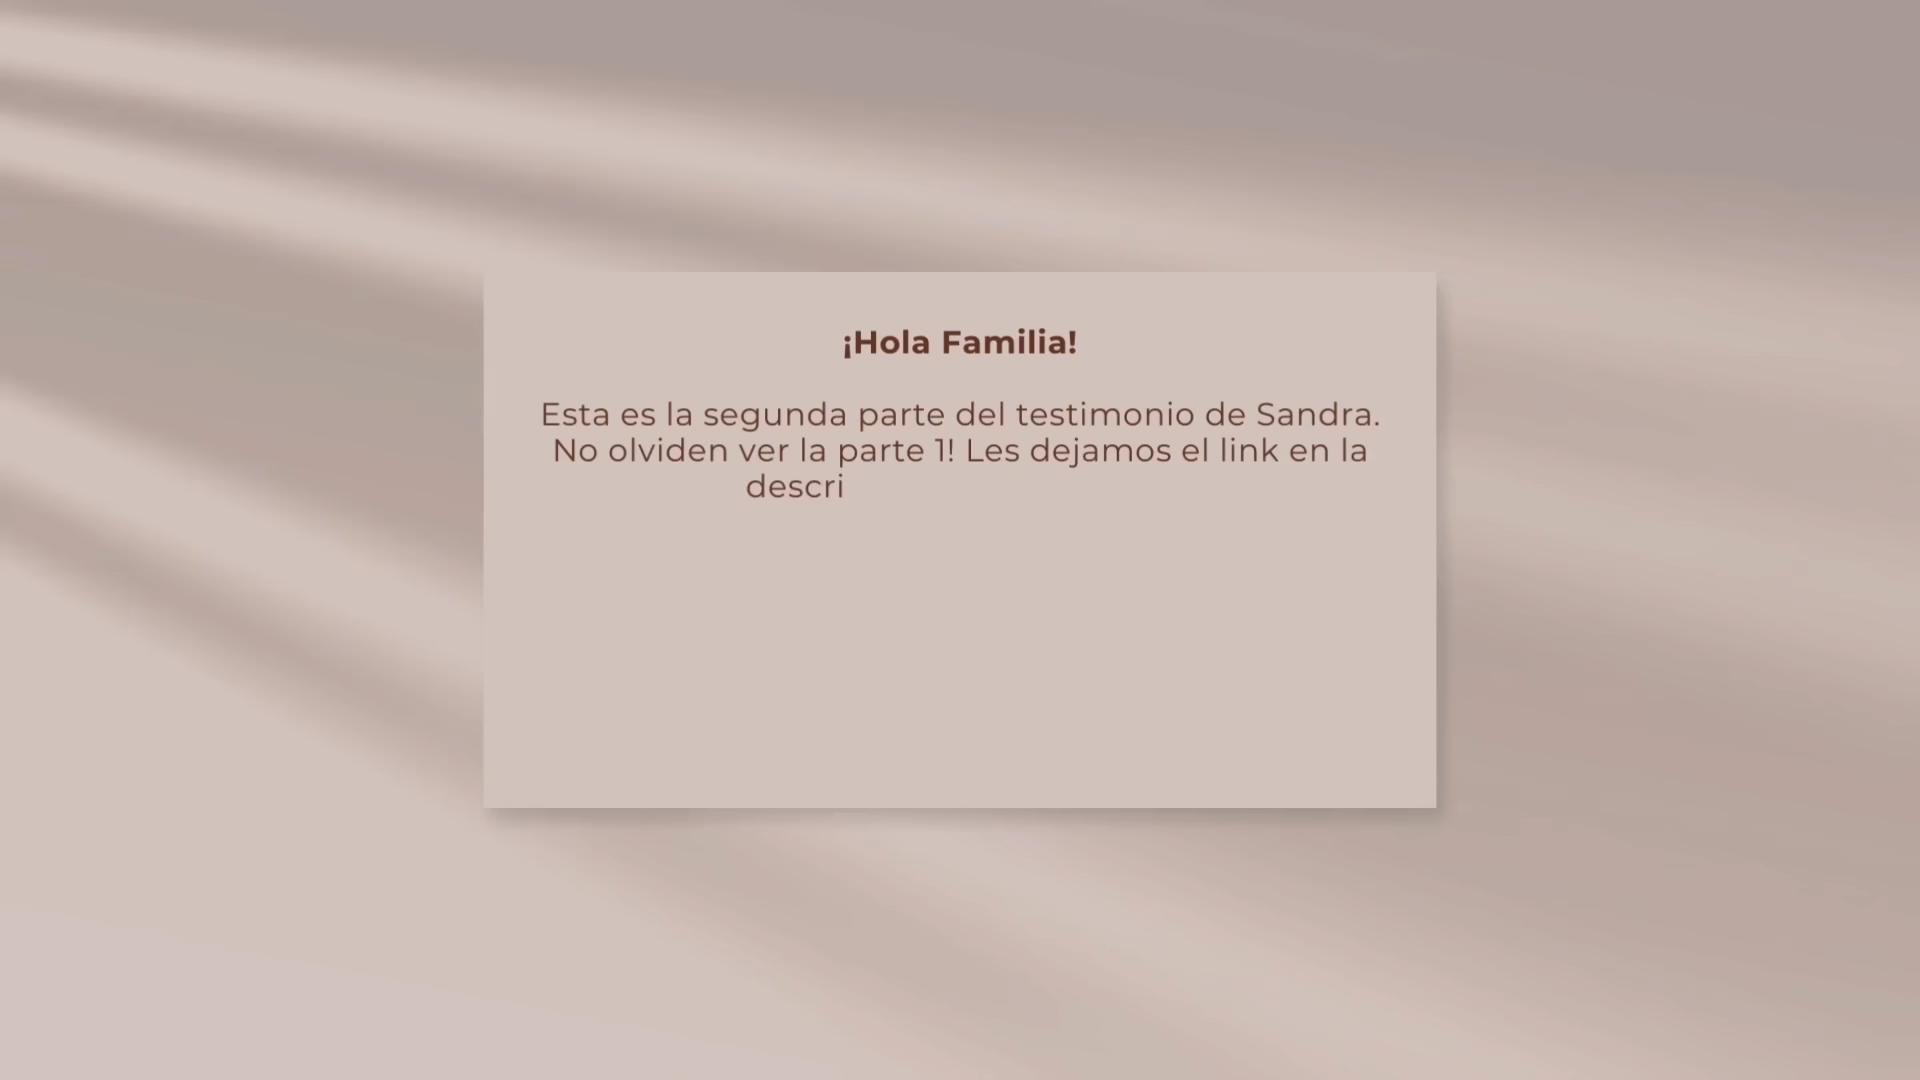 ¡Hola Familia!
Esta es la segunda parte del testimonio de Sandra.
No olviden ver la parte 1! Les dejamos el link en la
descri